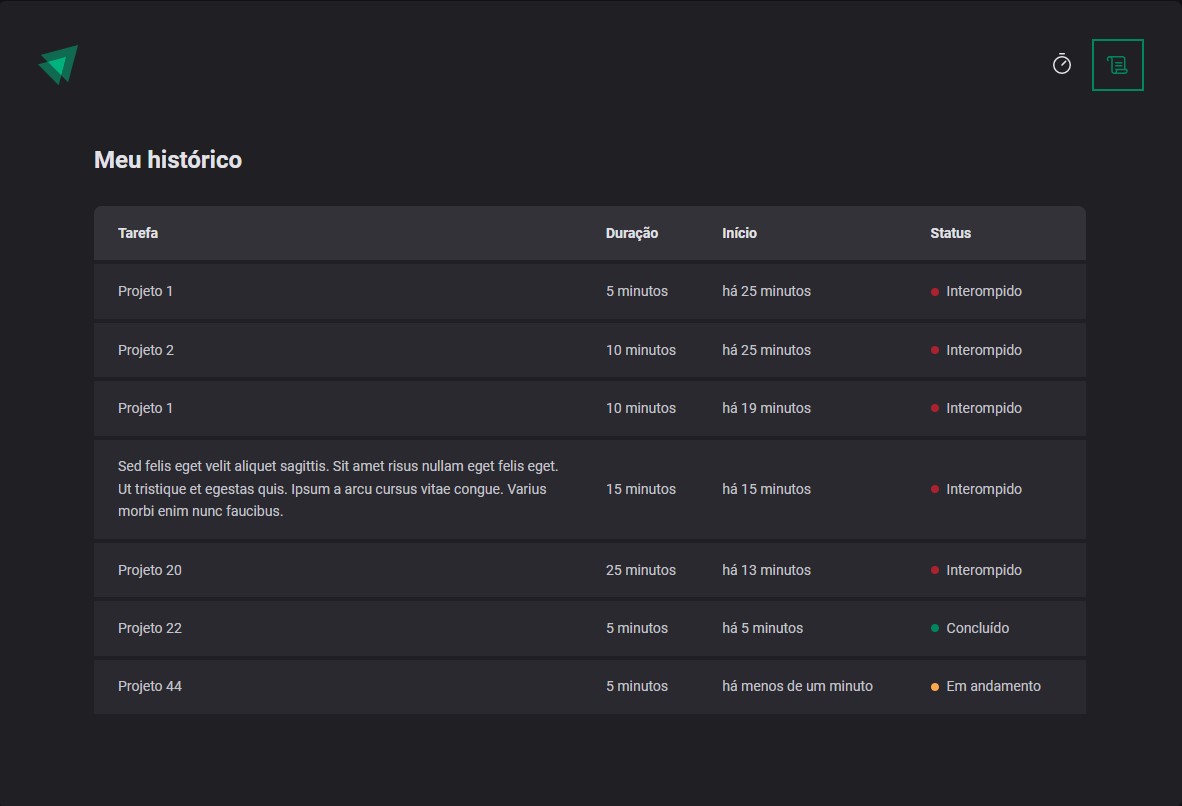 Meu histórico
Tarefa Duração Início Status
Projeto 1 5 minutos há 25 minutos Interompido
Projeto 2 10 minutos há 25 minutos Interompido
Projeto 1 10 minutos há 19 minutos Interompido
Sed felis eget velit aliquet sagittis. Sit amet risus nullam eget felis eget.
Ut tristique et egestas quis. Ipsum a arcu cursus vitae congue. Varius
morbi enim nunc faucibus.
15 minutos há 15 minutos Interompido
Projeto 20 25 minutos há 13 minutos Interompido
Projeto 22 5 minutos há 5 minutos Concluído
Projeto 44 5 minutos há menos de um minuto Em andamento